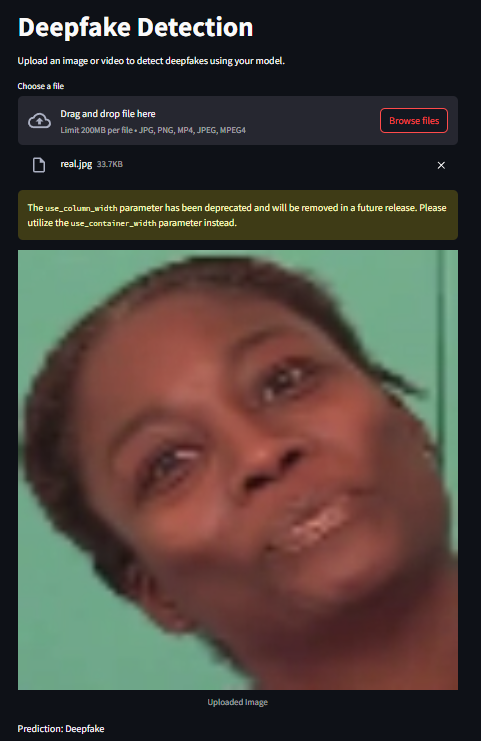 Deepfake Detection
Upload an image or video to detect deepfakes using your model.
Choose a file
Drag and drop file here
Limit 200MB per file • JPG, PNG, MP4, JPEG, MPEG4
Browse files
real.jpg 33.7KB
The use_column_width parameter has been deprecated and will be removed in a future release. Please
utilize the use_container_width parameter instead.
Uploaded Image
Prediction: Deepfake